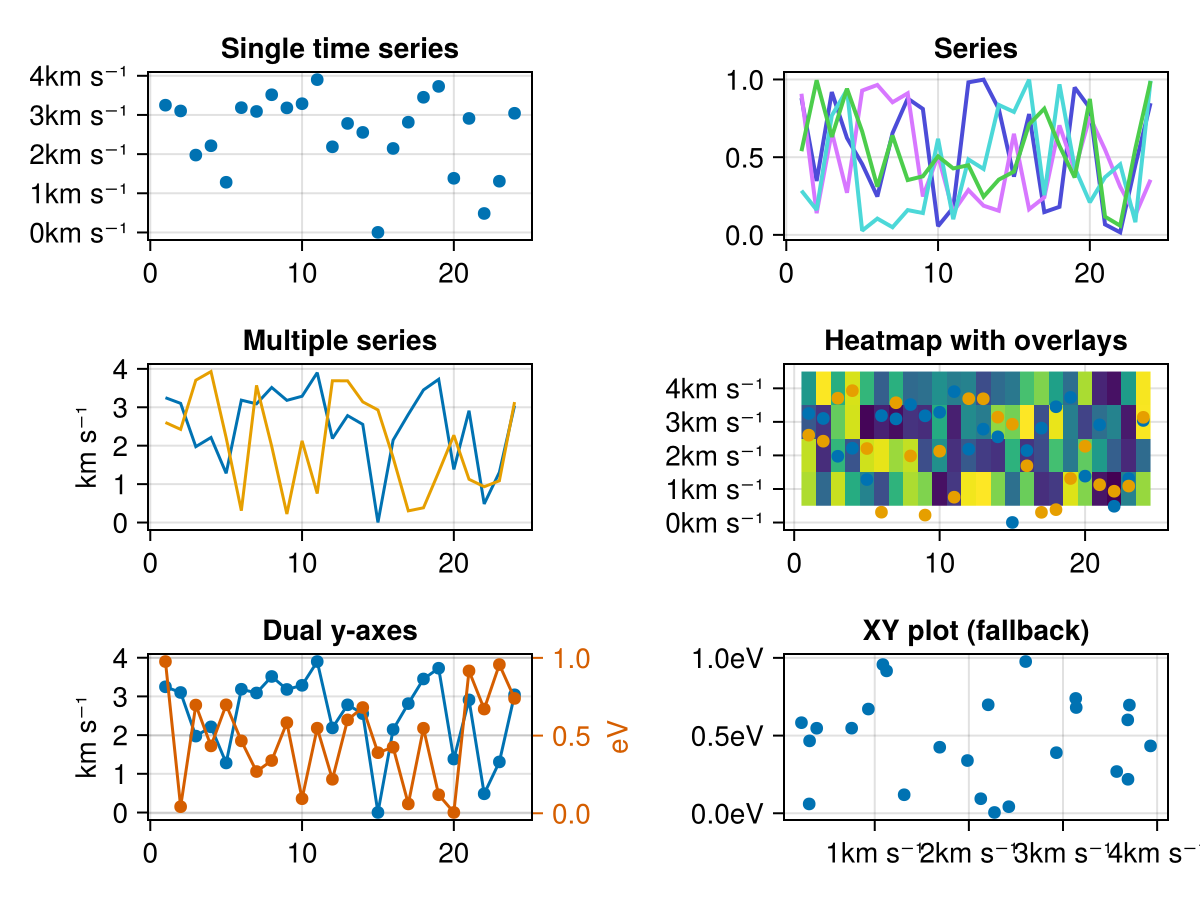 Single time series
4km s⁻¹
3km s⁻¹
2km s⁻¹
1km s⁻¹
0km s⁻¹
0 10 20
Series
1.0
0.5
0.0
0 10 20
Multiple series
km s⁻¹
4
3
2
1
0
0 10 20
Heatmap with overlays
4km s⁻¹
3km s⁻¹
2km s⁻¹
1km s⁻¹
0km s⁻¹
0 10 20
Dual y-axes
km s⁻¹
4
3
2
1
0
1.0
0.5
0.0
eV
0 10 20
XY plot (fallback)
1.0eV
0.5eV
0.0eV
1km s⁻¹ 2km s⁻¹ 3km s⁻¹ 4km s⁻¹